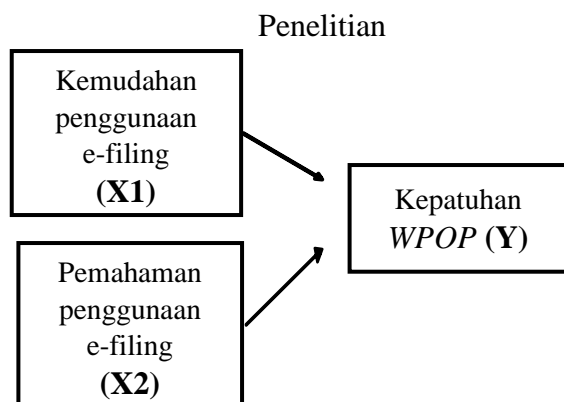 Penelitian
Kemudahan
penggunaan
e-filing
(X1)
Kepatuhan
WPOP (Y)
Pemahaman
penggunaan
e-filing
(X2)